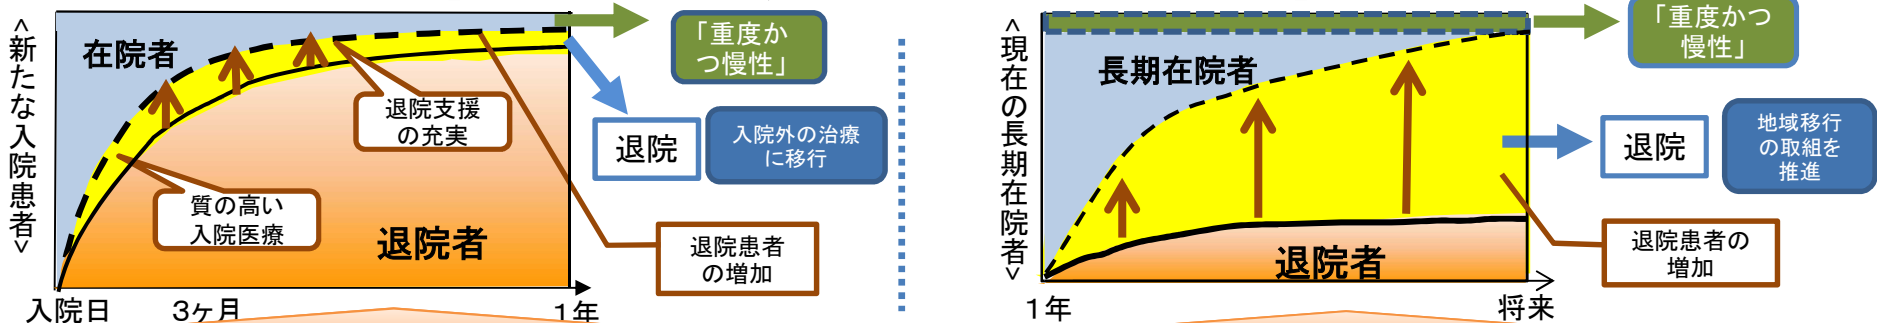 <新たな入院患者>
在院者
「重度か
つ慢性」
退院支援
の充実
退院
入院外の治療
に移行
質の高い
入院医療
退院者
退院患者
の増加
入院日
3ヶ月
1年
<現在の長期在院者>
長期在院者
「重度かつ
慢性」
退院
地域移行
の取組を
推進
退院者
退院患者の
増加
1年
将来